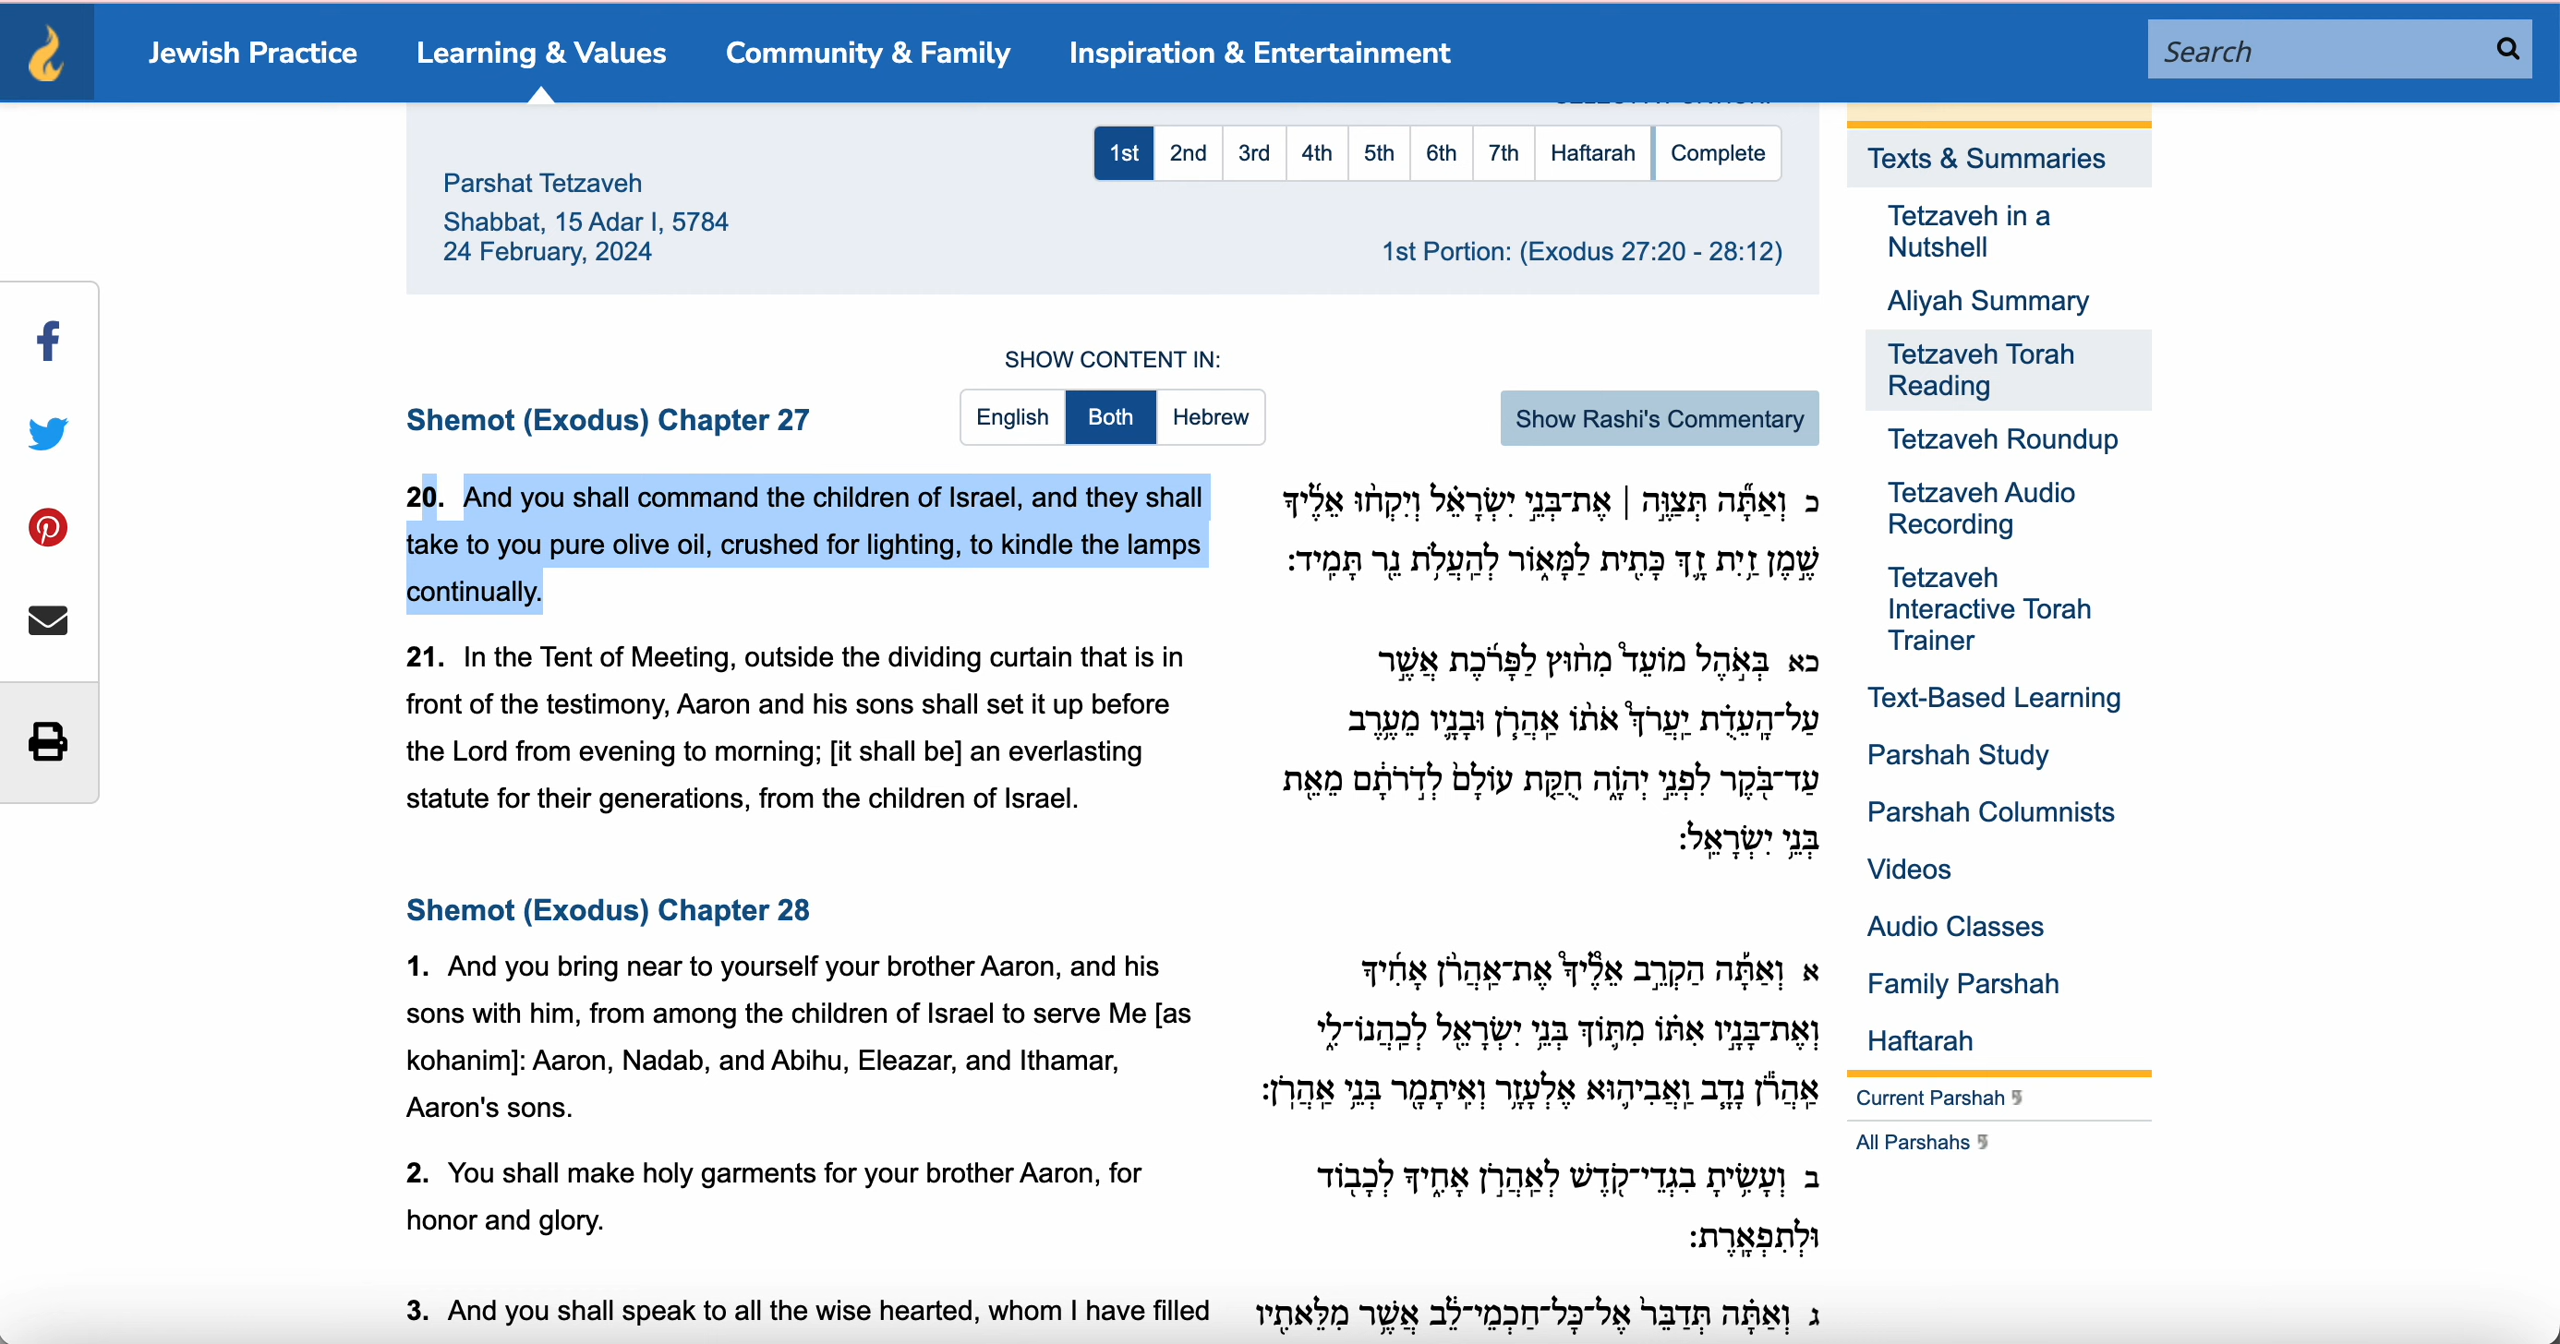 Jewish Practice
Learning & Values
Community & Family
Inspiration & Entertainment
Search
1st
2nd
3rd
4th
5th
6th
7th
Haftarah
Complete
Parshat Tetzaveh
Shabbat, 15 Adar I, 5784
24 February, 2024
1st Portion: (Exodus 27:20 - 28:12)
SHOW CONTENT IN:
Shemot (Exodus) Chapter 27
English
Both
Hebrew
Show Rashi's Commentary
20. And you shall command the children of Israel, and they shall
take to you pure olive oil, crushed for lighting, to kindle the lamps
continually.
כ וְאַתָּ֞ה תְּצַוֶּ֣ה | אֶת־בְּנֵ֣י יִשְׂרָאֵ֗ל וְיִקְח֨וּ אֵלֶ֜יךָ
שֶׁ֣מֶן זַ֥יִת זָ֛ךְ כָּתִ֖ית לַמָּא֑וֹר לְהַֽעֲלֹ֥ת נֵ֖ר תָּמִֽיד׃
21. In the Tent of Meeting, outside the dividing curtain that is in
front of the testimony, Aaron and his sons shall set it up before
the Lord from evening to morning; [it shall be] an everlasting
statute for their generations, from the children of Israel.
כא בְּאֹ֣הֶל מוֹעֵד֩ מִח֨וּץ לַפָּרֹ֜כֶת אֲשֶׁ֣ר
עַל־הָֽעֵדֻ֗ת יַֽעֲרֹךְ֩ אֹת֨וֹ אַֽהֲרֹ֧ן וּבָנָ֛יו מֵעֶ֥רֶב
עַד־בֹּ֖קֶר לִפְנֵ֣י יְהֹוָ֑ה חֻקַּ֤ת עוֹלָם֙ לְדֹ֣רֹתָ֔ם מֵאֵ֖ת
בְּנֵ֥י יִשְׂרָאֵֽל׃
Shemot (Exodus) Chapter 28
1. And you bring near to yourself your brother Aaron, and his
sons with him, from among the children of Israel to serve Me [as
kohanim]: Aaron, Nadab, and Abihu, Eleazar, and Ithamar,
Aaron's sons.
א וְאַתָּ֡ה הַקְרֵ֣ב אֵלֶ֩יךָ֩ אֶת־אַֽהֲרֹ֨ן אָחִ֜יךָ
וְאֶת־בָּנָ֣יו אִתּ֔וֹ מִתּ֛וֹךְ בְּנֵ֥י יִשְׂרָאֵ֖ל לְכַֽהֲנוֹ־לִ֑י
אַֽהֲרֹ֕ן נָדָ֧ב וַֽאֲבִיה֛וּא אֶלְעָזָ֥ר וְאִֽיתָמָ֖ר בְּנֵ֥י אַֽהֲרֹֽן׃
2. You shall make holy garments for your brother Aaron, for
honor and glory.
ב וְעָשִׂ֥יתָ בִגְדֵי־קֹ֖דֶשׁ לְאַֽהֲרֹ֣ן אָחִ֑יךָ לְכָב֖וֹד
וּלְתִפְאָֽרֶת׃
3. And you shall speak to all the wise hearted, whom I have filled
ג וְאַתָּ֗ה תְּדַבֵּר֙ אֶל־כָּל־חַכְמֵי־לֵ֔ב אֲשֶׁ֥ר מִלֵּאתִ֖יו
Texts & Summaries
Tetzaveh in a
Nutshell
Aliyah Summary
Tetzaveh Torah
Reading
Tetzaveh Roundup
Tetzaveh Audio
Recording
Tetzaveh
Interactive Torah
Trainer
Text-Based Learning
Parshah Study
Parshah Columnists
Videos
Audio Classes
Family Parshah
Haftarah
Current Parshah
All Parshahs